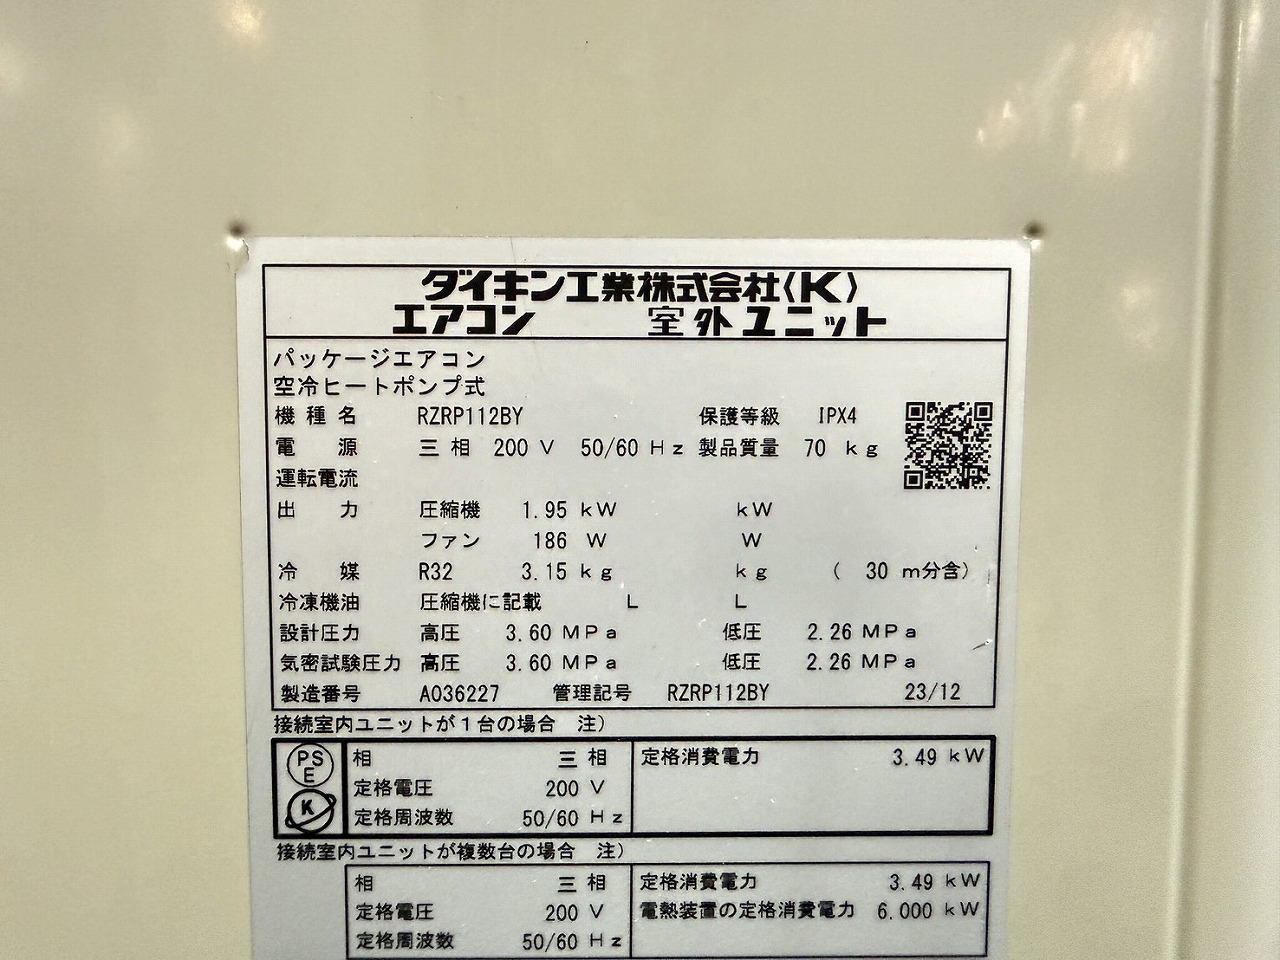 ダイキン工業株式会社〈K〉
エアコン 室外ユニット
パッケージエアコン
空冷ヒートポンプ式
機種名 RZRP112BY 保護等級 IPX4
電源 三相 200 V 50/60 Hz 製品質量 70 kg
運転電流
出力 圧縮機 1.95 kW kW
ファン 186 W W
冷媒 R32 3.15 kg kg ( 30 m分含)
冷凍機油 圧縮機に記載 L L
設計圧力 高圧 3.60 MPa 低圧 2.26 MPa
気密試験圧力 高圧 3.60 MPa 低圧 2.26 MPa
製造番号 A036227 管理記号 RZRP112BY 23/12
接続室内ユニットが1台の場合 注)
PS
E
K
相 三相 定格消費電力 3.49 kW
定格電圧 200 V
定格周波数 50/60 Hz
接続室内ユニットが複数台の場合 注)
相 三相 定格消費電力 3.49 kW
定格電圧 200 V 電熱装置の定格消費電力 6.000 kW
定格周波数 50/60 Hz